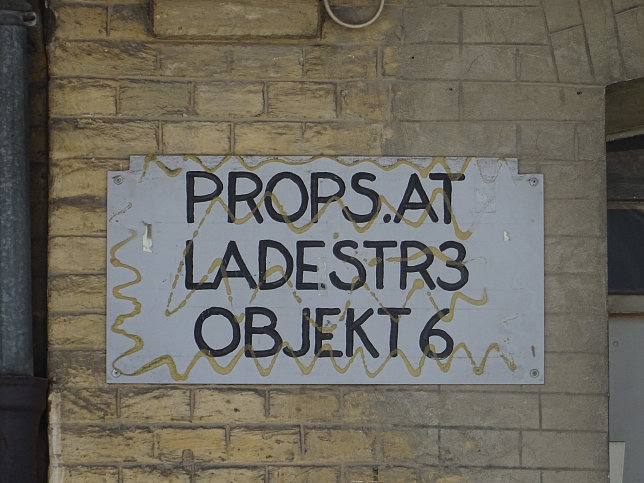 PROPS.AT
LADESTR3
OBJEKT 6